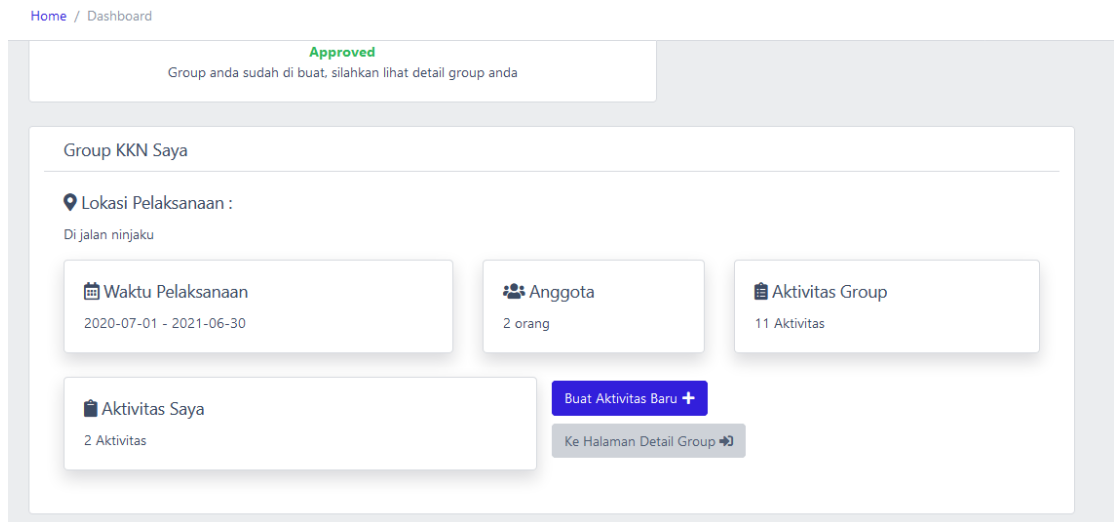 Home / Dashboard
Approved
Group anda sudah di buat, silahkan lihat detail group anda
Group KKN Saya
Lokasi Pelaksanaan :
Di jalan ninjaku
Waktu Pelaksanaan
2020-07-01 - 2021-06-30
Anggota
2 orang
Aktivitas Group
11 Aktivitas
Aktivitas Saya
2 Aktivitas
Buat Aktivitas Baru +
Ke Halaman Detail Group